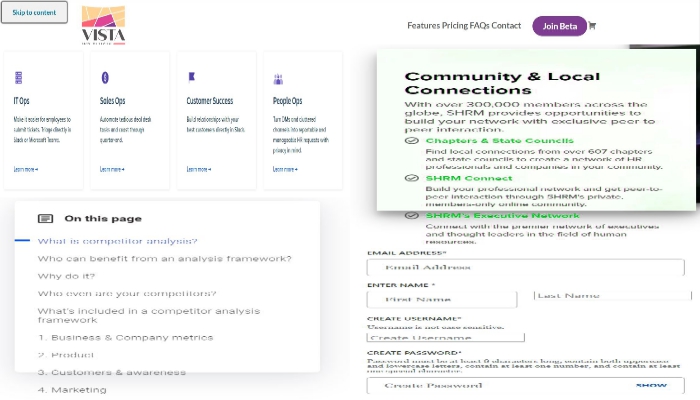 Skip to content
VISTA
Features Pricing FAQs Contact
Join Beta
IT Ops
Make it easier for employees to
submit tickets. Triage directly in
Slack or Microsoft Teams.
Learn more →
Sales Ops
Automate tedious deal desk
tasks and coast through
quarter-end.
Learn more →
Customer Success
Build relationships with your
best customers directly in Slack.
Learn more →
People Ops
Turn DMs and cluttered
channels into reportable and
manageable HR requests with
privacy in mind.
Learn more →
On this page
What is competitor analysis?
Who can benefit from an analysis framework?
Why do it?
Who even are your competitors?
What's included in a competitor analysis
framework
1. Business & Company metrics
2. Product
3. Customers & awareness
4. Marketing
Community & Local
Connections
With over 300,000 members across the
globe, SHRM provides opportunities to
build your network with exclusive peer-to-
peer interaction.
Chapters & State Councils
Find local connections from over 607 chapters
and state councils to create a network of HR
professionals and companies in your community.
SHRM Connect
Build your professional network and get peer-to-
peer interaction through SHRM's private,
members-only online community.
SHRM's Executive Network
Connect with the premier network of executives
and thought leaders in the field of human
resources.
EMAIL ADDRESS*
Email Address
ENTER NAME *
First Name
Last Name
CREATE USERNAME*
Username is not case sensitive.
Create Username
CREATE PASSWORD*
Password must be at least 8 characters long, contain both uppercase
and lowercase letters, contain at least one number, and contain at least
one special character.
Create Password
SHOW